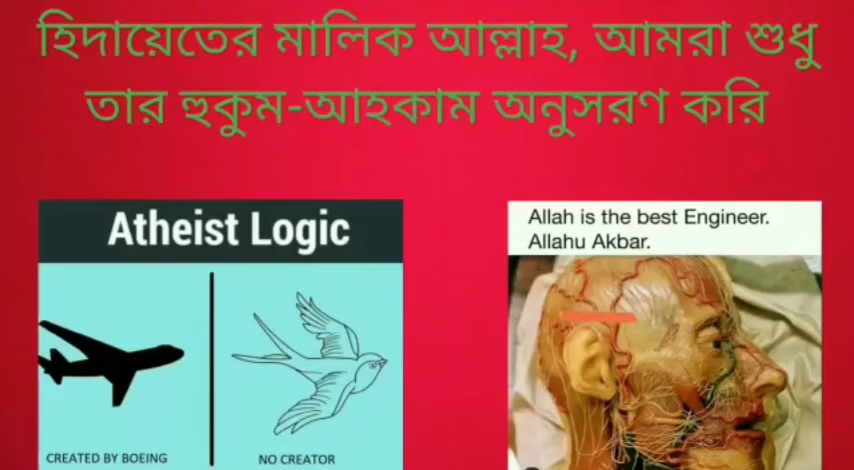 হিদায়েতের মালিক আল্লাহ, আমরা শুধু
তার হুকুম-আহকাম অনুসরণ করি
Atheist Logic
CREATED BY BOEING
NO CREATOR
Allah is the best Engineer.
Allahu Akbar.